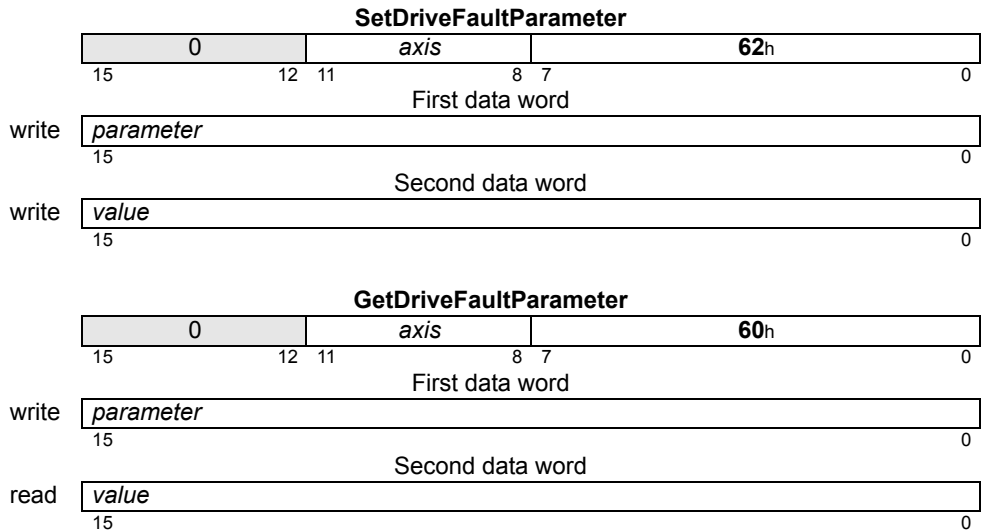 SetDriveFaultParameter
0 axis 62h
15 12 11 8 7 0
First data word
write parameter
15 0
Second data word
write value
15 0
GetDriveFaultParameter
0 axis 60h
15 12 11 8 7 0
First data word
write parameter
15 0
Second data word
read value
15 0